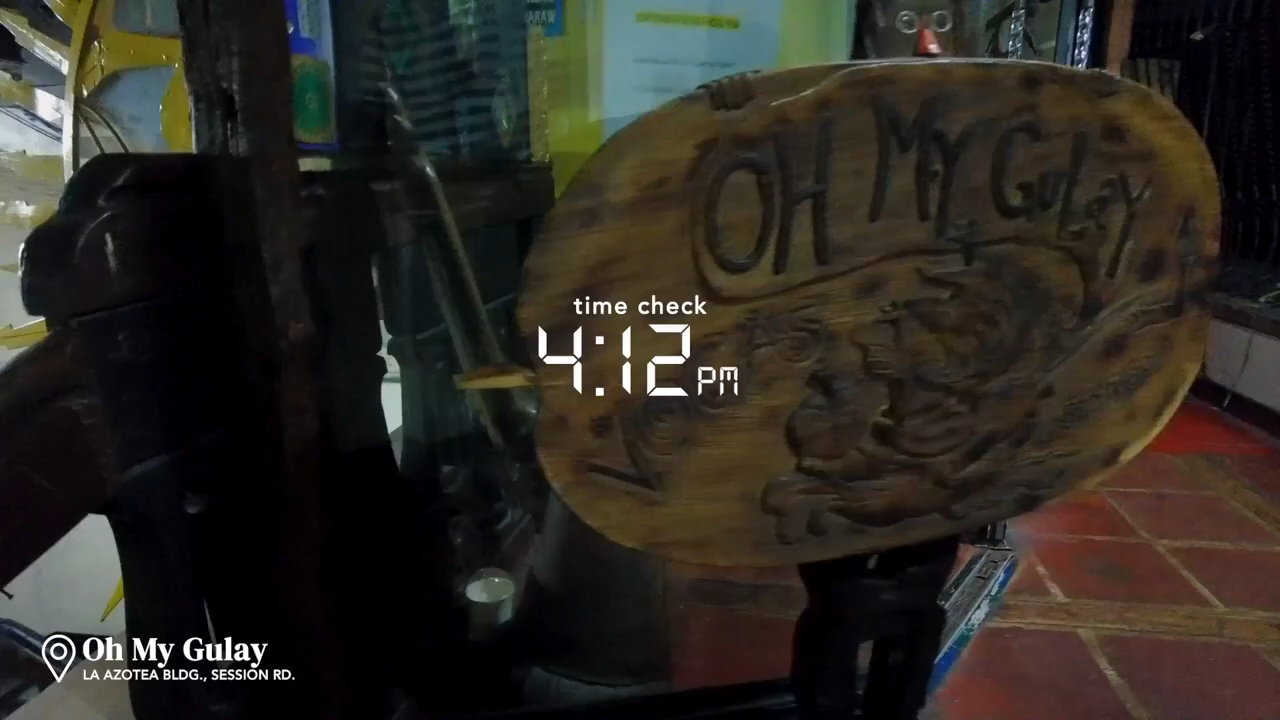 OH MY GULAY
time check
4:12 PM
Oh My Gulay
LA AZOTEA BLDG., SESSION RD.